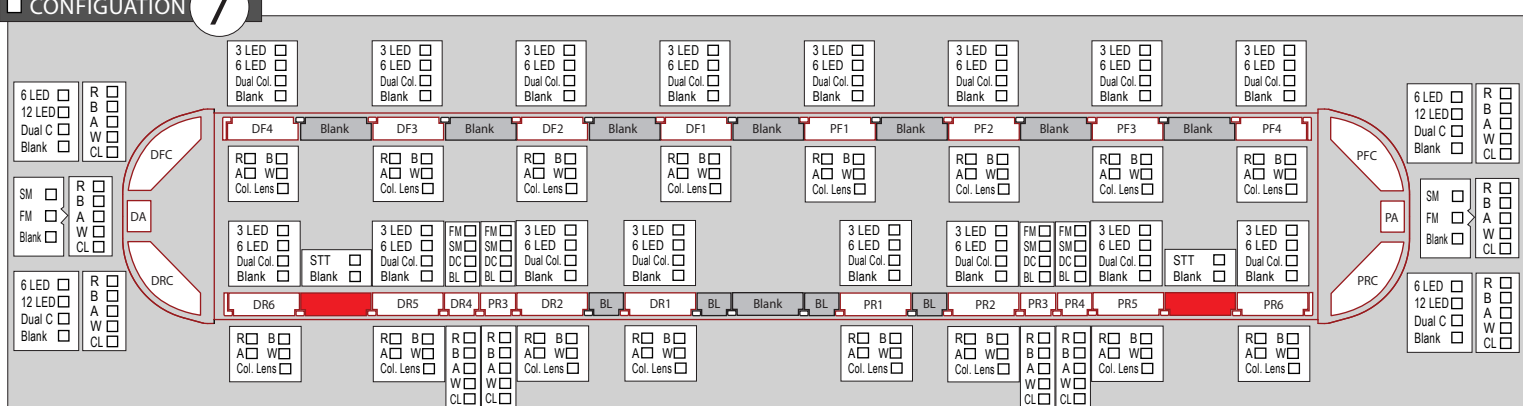 CONFIGUATION 7
3 LED 3 LED 3 LED 3 LED 3 LED 3 LED 3 LED 3 LED
6 LED 6 LED 6 LED 6 LED 6 LED 6 LED 6 LED 6 LED
Dual Col. Dual Col. Dual Col. Dual Col. Dual Col. Dual Col. Dual Col. Dual Col.
Blank Blank Blank Blank Blank Blank Blank Blank
6 LED R
12 LED B
Dual C A
Blank W
CL
6 LED R
12 LED B
Dual C A
Blank W
CL
DF4 Blank DF3 Blank DF2 Blank DF1 Blank PF1 Blank PF2 Blank PF3 Blank PF4
DFC PFC
R B R B R B R B R B R B R B R B
A W A W A W A W A W A W A W A W
Col. Lens Col. Lens Col. Lens Col. Lens Col. Lens Col. Lens Col. Lens Col. Lens
SM R
FM B
Blank A
W
CL
DA PA
SM R
FM B
Blank A
W
CL
3 LED 3 LED FM FM 3 LED 3 LED 3 LED 3 LED FM FM 3 LED 3 LED
6 LED 6 LED SM SM 6 LED 6 LED 6 LED 6 LED SM SM 6 LED 6 LED
Dual Col. STT Dual Col. DC DC Dual Col. Dual Col. Dual Col. Dual Col. DC DC Dual Col. STT Dual Col.
Blank Blank Blank BL BL Blank Blank Blank Blank BL BL Blank Blank Blank
DRC PRC
6 LED R
12 LED B
Dual C A
Blank W
CL
6 LED R
12 LED B
Dual C A
Blank W
CL
DR6 DR5 DR4 PR3 DR2 BL DR1 BL Blank BL PR1 BL PR2 PR3 PR4 PR5 PR6
R B R B R R R B R B R B R B R R R B R B
A W A W B B A W A W A W A W B B A W A W
Col. Lens Col. Lens A A Col. Lens Col. Lens Col. Lens Col. Lens A A Col. Lens Col. Lens
W W W W
CL CL CL CL